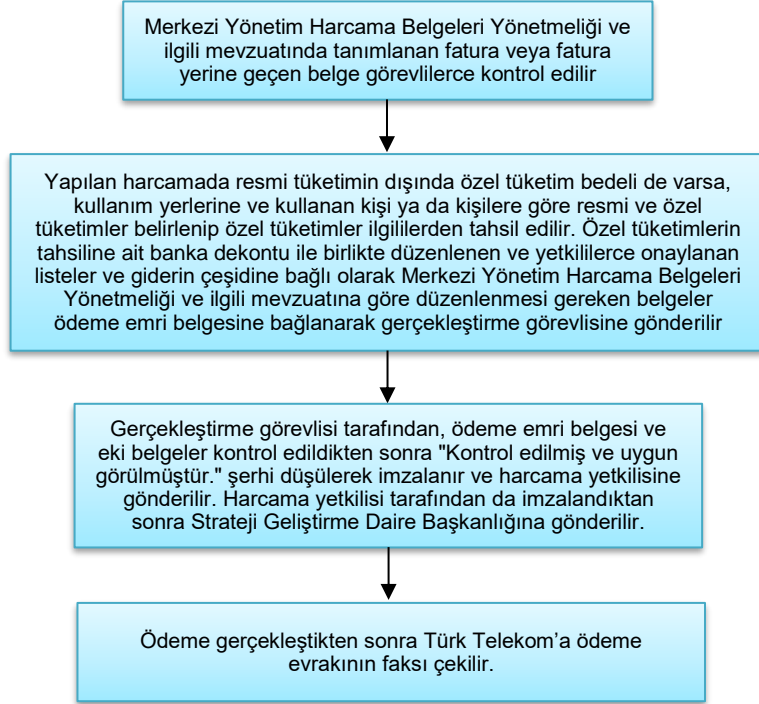 Merkezi Yönetim Harcama Belgeleri Yönetmeliği ve
ilgili mevzuatında tanımlanan fatura veya fatura
yerine geçen belge görevlilerce kontrol edilir
Yapılan harcamada resmi tüketimin dışında özel tüketim bedeli de varsa,
kullanım yerlerine ve kullanan kişi ya da kişilere göre resmi ve özel
tüketimler belirlenip özel tüketimler ilgililerden tahsil edilir. Özel tüketimlerin
tahsiline ait banka dekontu ile birlikte düzenlenen ve yetkililerce onaylanan
listeler ve giderin çeşidine bağlı olarak Merkezi Yönetim Harcama Belgeleri
Yönetmeliği ve ilgili mevzuatına göre düzenlenmesi gereken belgeler
ödeme emri belgesine bağlanarak gerçekleştirme görevlisine gönderilir
Gerçekleştirme görevlisi tarafından, ödeme emri belgesi ve
eki belgeler kontrol edildikten sonra "Kontrol edilmiş ve uygun
görülmüştür." şerhi düşülerek imzalanır ve harcama yetkilisine
gönderilir. Harcama yetkilisi tarafından da imzalandıktan
sonra Strateji Geliştirme Daire Başkanlığına gönderilir.
Ödeme gerçekleştikten sonra Türk Telekom’a ödeme
evrakının faksı çekilir.